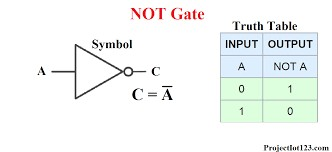 NOT Gate
Symbol
A
C
C = A̅
Truth Table
INPUT OUTPUT
A NOT A
0 1
1 0
ProjectIot123.com